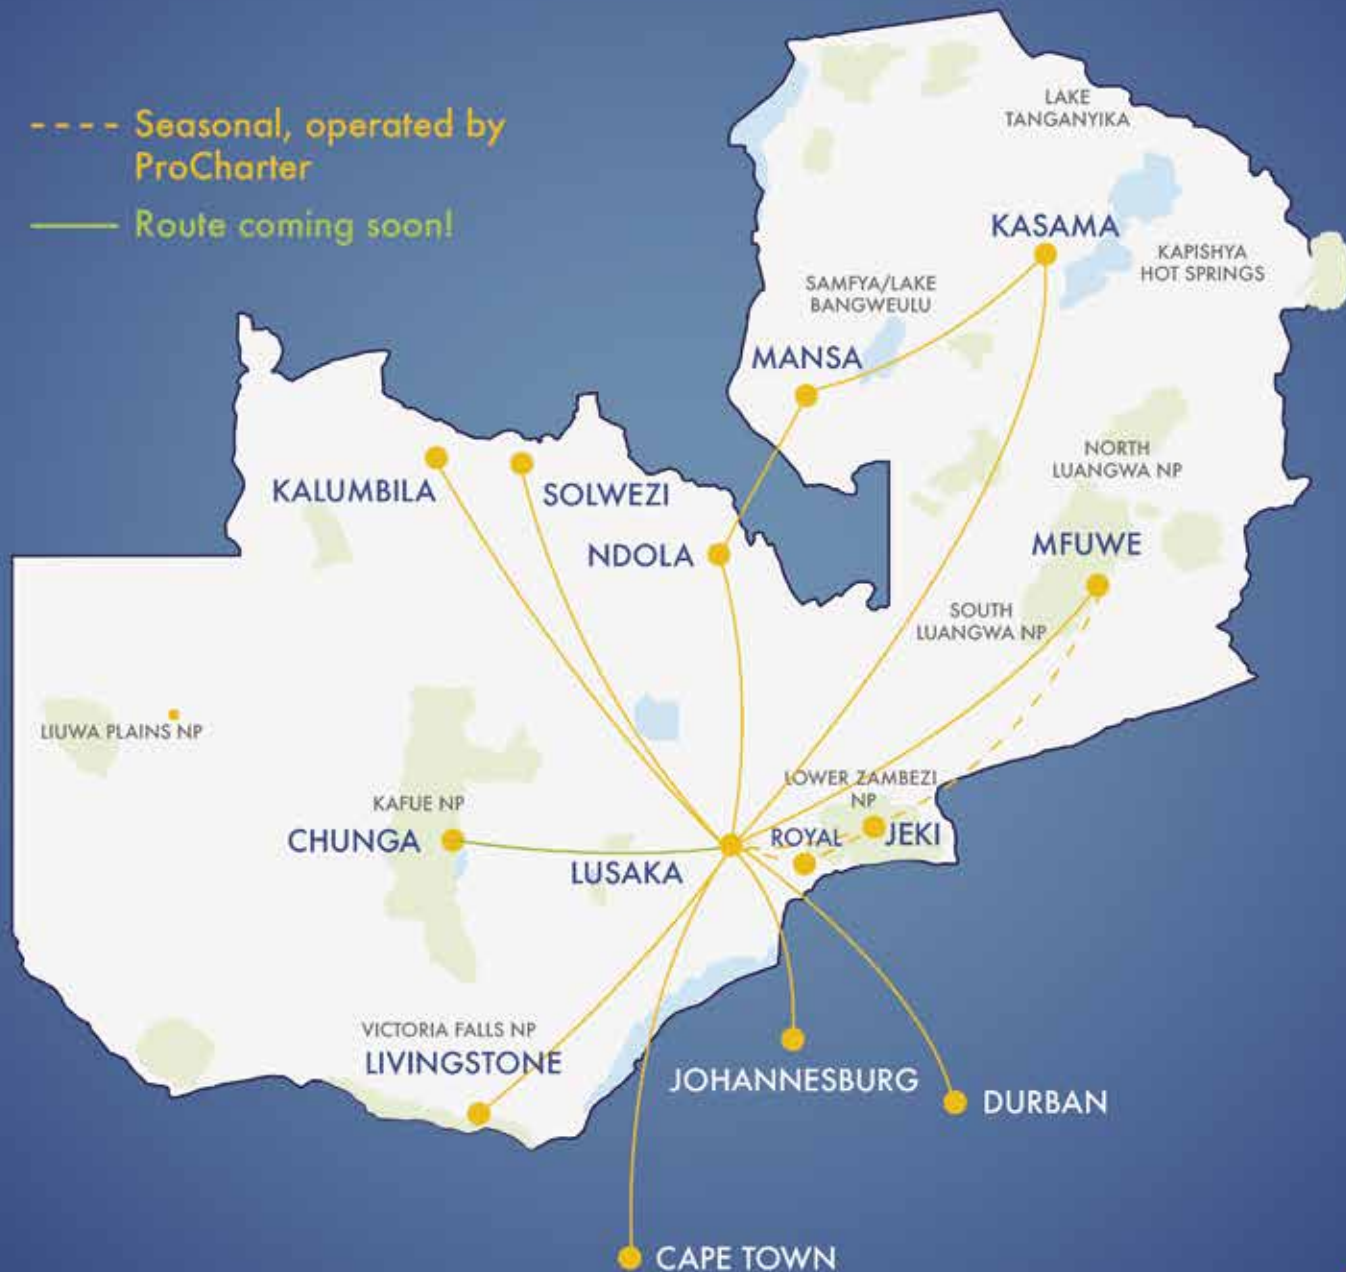 Seasonal, operated by
ProCharter
Route coming soon!
LAKE
TANGANYIKA
KASAMA
KAPISHYA
HOT SPRINGS
SAMFYA/LAKE
BANGWEULU
MANSA
NORTH
LUANGWA NP
KALUMBILA
SOLWEZI
NDOLA
MFUWE
SOUTH
LUANGWA NP
LIUWA PLAINS NP
KAFUE NP
CHUNGA
LOWER ZAMBEZI
NP
ROYAL
JEKI
LUSAKA
VICTORIA FALLS NP
LIVINGSTONE
JOHANNESBURG
DURBAN
CAPE TOWN